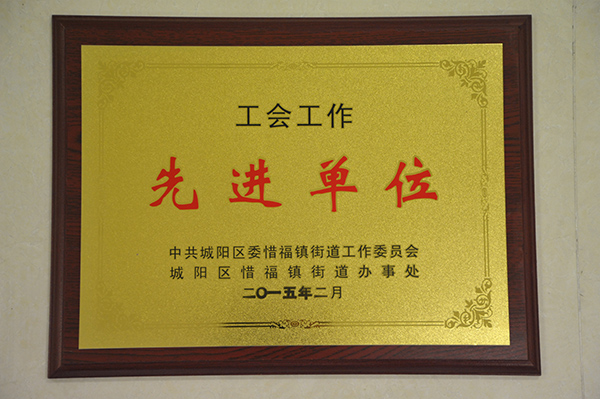 工会工作
先进单位
中共城阳区委惜福镇街道工作委员会
城阳区惜福镇街道办事处
二〇一五年二月